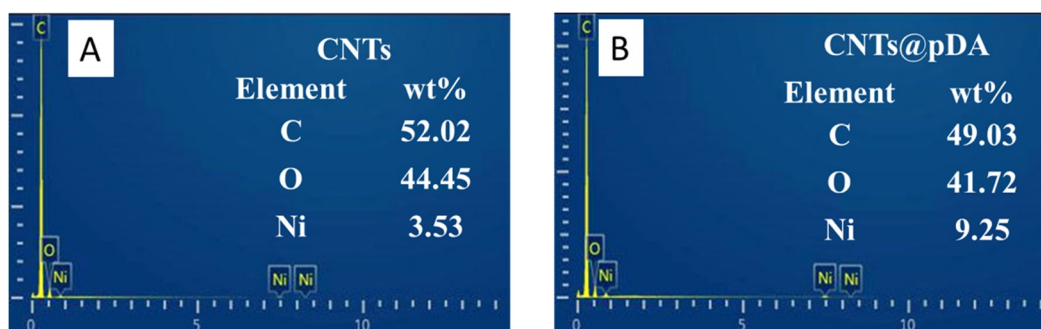 A
CNTs
Element wt%
C 52.02
O 44.45
Ni 3.53
C
O
Ni
Ni Ni
0 5 10
B
CNTs@pDA
Element wt%
C 49.03
O 41.72
Ni 9.25
C
O
Ni
Ni Ni
0 5 10